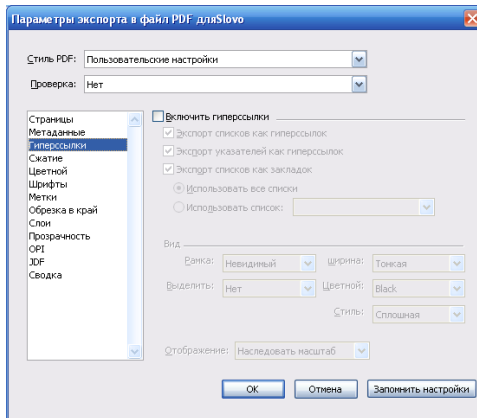 Параметры экспорта в файл PDF дляSlovo
Стиль PDF: Пользовательские настройки
Проверка: Нет
Страницы
Метаданные
Гиперссылки
Сжатие
Цветной
Шрифты
Метки
Обрезка в край
Слои
Прозрачность
OPI
JDF
Сводка
Включить гиперссылки
Экспорт списков как гиперссылок
Экспорт указателей как гиперссылок
Экспорт списков как закладок
Использовать все списки
Использовать список:
Вид
Рамка: Невидимый ширина: Тонкая
Выделить: Нет Цветной: Black
Стиль: Сплошная
Отображение: Наследовать масштаб
OK Отмена Запомнить настройки